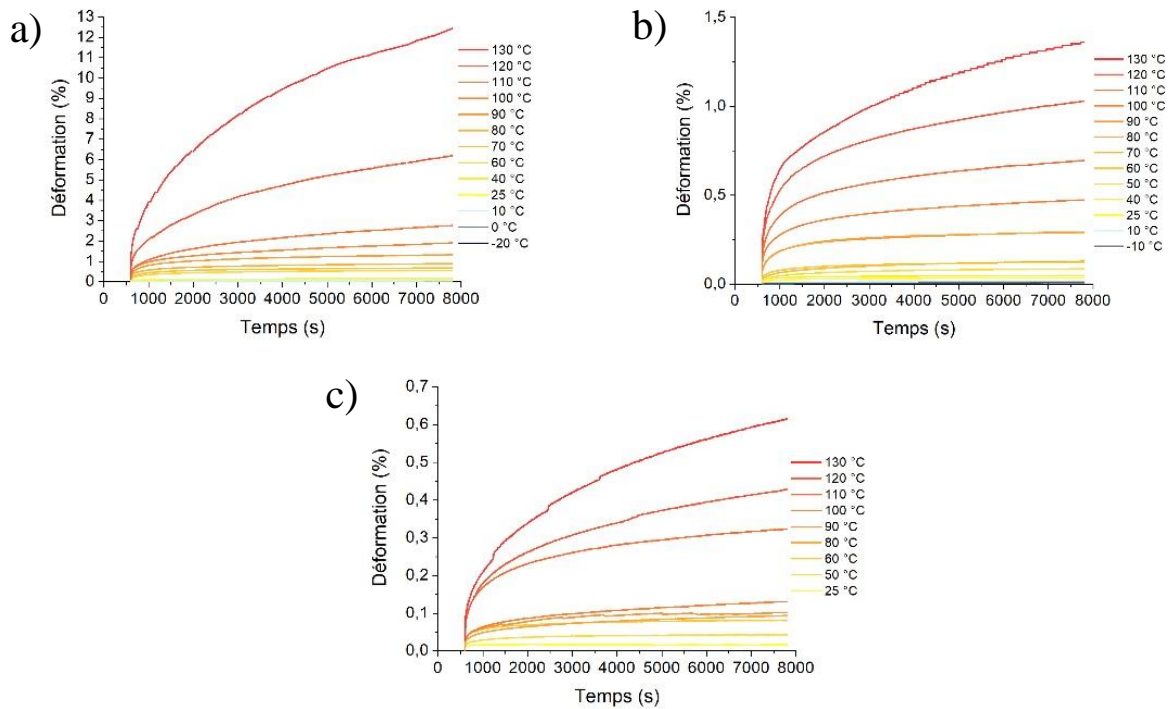 a)
13
12
11
10
9
8
7
6
5
4
3
2
1
0
Déformation (%)
0 1000 2000 3000 4000 5000 6000 7000 8000
Temps (s)
130 °C
120 °C
110 °C
100 °C
90 °C
80 °C
70 °C
60 °C
40 °C
25 °C
10 °C
0 °C
-20 °C
b)
1,5
1,0
0,5
0,0
Déformation (%)
0 1000 2000 3000 4000 5000 6000 7000 8000
Temps (s)
130 °C
120 °C
110 °C
100 °C
90 °C
80 °C
70 °C
60 °C
50 °C
40 °C
25 °C
10 °C
-10 °C
c)
0,7
0,6
0,5
0,4
0,3
0,2
0,1
0,0
Déformation (%)
0 1000 2000 3000 4000 5000 6000 7000 8000
Temps (s)
130 °C
120 °C
110 °C
100 °C
90 °C
80 °C
60 °C
50 °C
25 °C